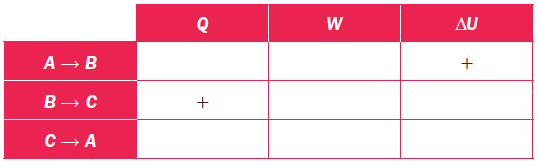 Q W ΔU
A → B +
B → C +
C → A